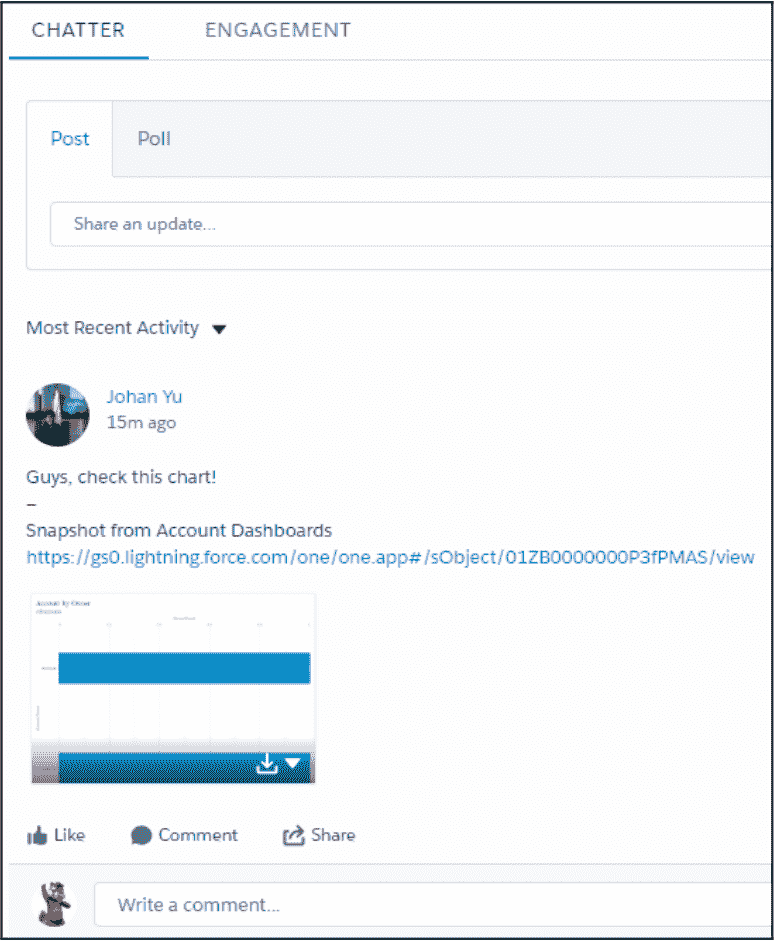 CHATTER ENGAGEMENT
Post Poll
Share an update...
Most Recent Activity
Johan Yu
15m ago
Guys, check this chart!
–
Snapshot from Account Dashboards
https://gs0.lightning.force.com/one/one.app#/sObject/01ZB0000000P3fPMAS/view
Like Comment Share
Write a comment...